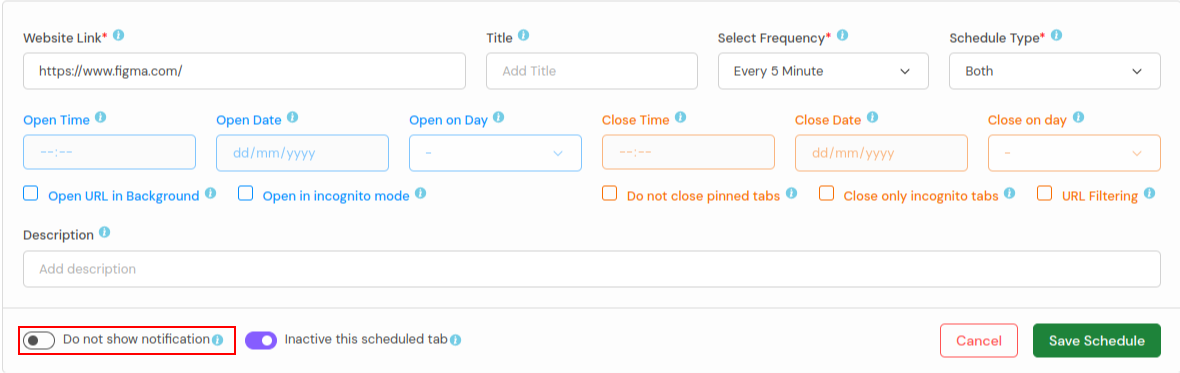 Website Link* Title Select Frequency* Schedule Type*
https://www.figma.com/ Add Title Every 5 Minute Both
Open Time Open Date Open on Day Close Time Close Date Close on day
--:-- dd/mm/yyyy - --:-- dd/mm/yyyy -
Open URL in Background Open in incognito mode Do not close pinned tabs Close only incognito tabs URL Filtering
Description
Add description
Do not show notification Inactive this scheduled tab Cancel Save Schedule